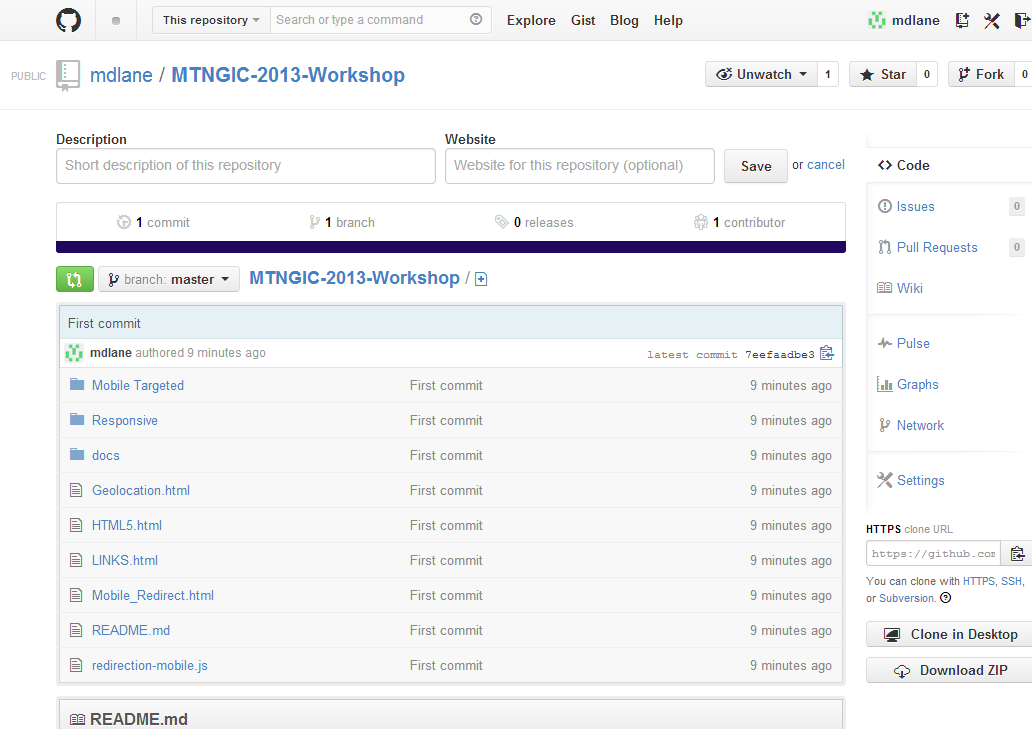 This repository Search or type a command Explore Gist Blog Help mdlane
PUBLIC mdlane / MTNGIC-2013-Workshop Unwatch 1 Star 0 Fork 0
Description Website
Short description of this repository Website for this repository (optional) Save or cancel
1 commit 1 branch 0 releases 1 contributor
branch: master MTNGIC-2013-Workshop /
First commit
mdlane authored 9 minutes ago latest commit 7eefaadbe3
Mobile Targeted First commit 9 minutes ago
Responsive First commit 9 minutes ago
docs First commit 9 minutes ago
Geolocation.html First commit 9 minutes ago
HTML5.html First commit 9 minutes ago
LINKS.html First commit 9 minutes ago
Mobile_Redirect.html First commit 9 minutes ago
README.md First commit 9 minutes ago
redirection-mobile.js First commit 9 minutes ago
README.md
Code
Issues 0
Pull Requests 0
Wiki
Pulse
Graphs
Network
Settings
HTTPS clone URL
https://github.com
You can clone with HTTPS, SSH,
or Subversion.
Clone in Desktop
Download ZIP